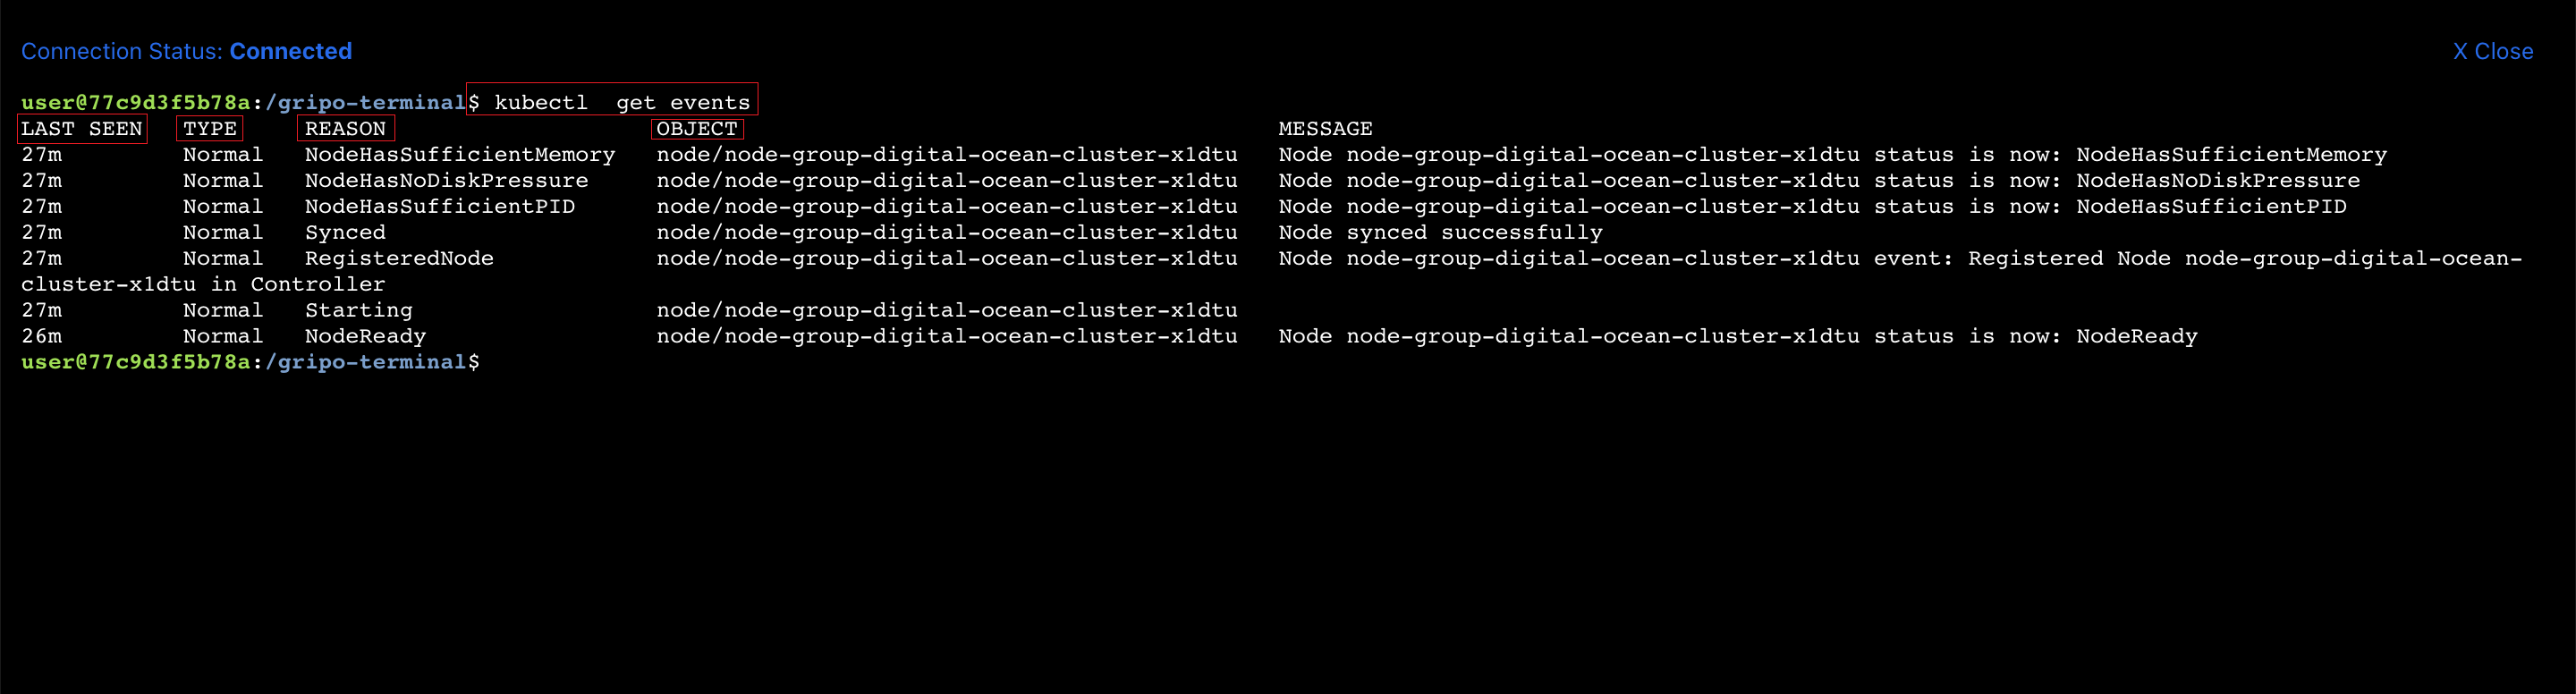 Connection Status: Connected
X Close
user@77c9d3f5b78a:/gripo-terminal$ kubectl  get events
LAST SEEN   TYPE     REASON                    OBJECT                                        MESSAGE
27m         Normal   NodeHasSufficientMemory   node/node-group-digital-ocean-cluster-x1dtu   Node node-group-digital-ocean-cluster-x1dtu status is now: NodeHasSufficientMemory
27m         Normal   NodeHasNoDiskPressure     node/node-group-digital-ocean-cluster-x1dtu   Node node-group-digital-ocean-cluster-x1dtu status is now: NodeHasNoDiskPressure
27m         Normal   NodeHasSufficientPID      node/node-group-digital-ocean-cluster-x1dtu   Node node-group-digital-ocean-cluster-x1dtu status is now: NodeHasSufficientPID
27m         Normal   Synced                    node/node-group-digital-ocean-cluster-x1dtu   Node synced successfully
27m         Normal   RegisteredNode            node/node-group-digital-ocean-cluster-x1dtu   Node node-group-digital-ocean-cluster-x1dtu event: Registered Node node-group-digital-ocean-
cluster-x1dtu in Controller
27m         Normal   Starting                  node/node-group-digital-ocean-cluster-x1dtu
26m         Normal   NodeReady                 node/node-group-digital-ocean-cluster-x1dtu   Node node-group-digital-ocean-cluster-x1dtu status is now: NodeReady
user@77c9d3f5b78a:/gripo-terminal$